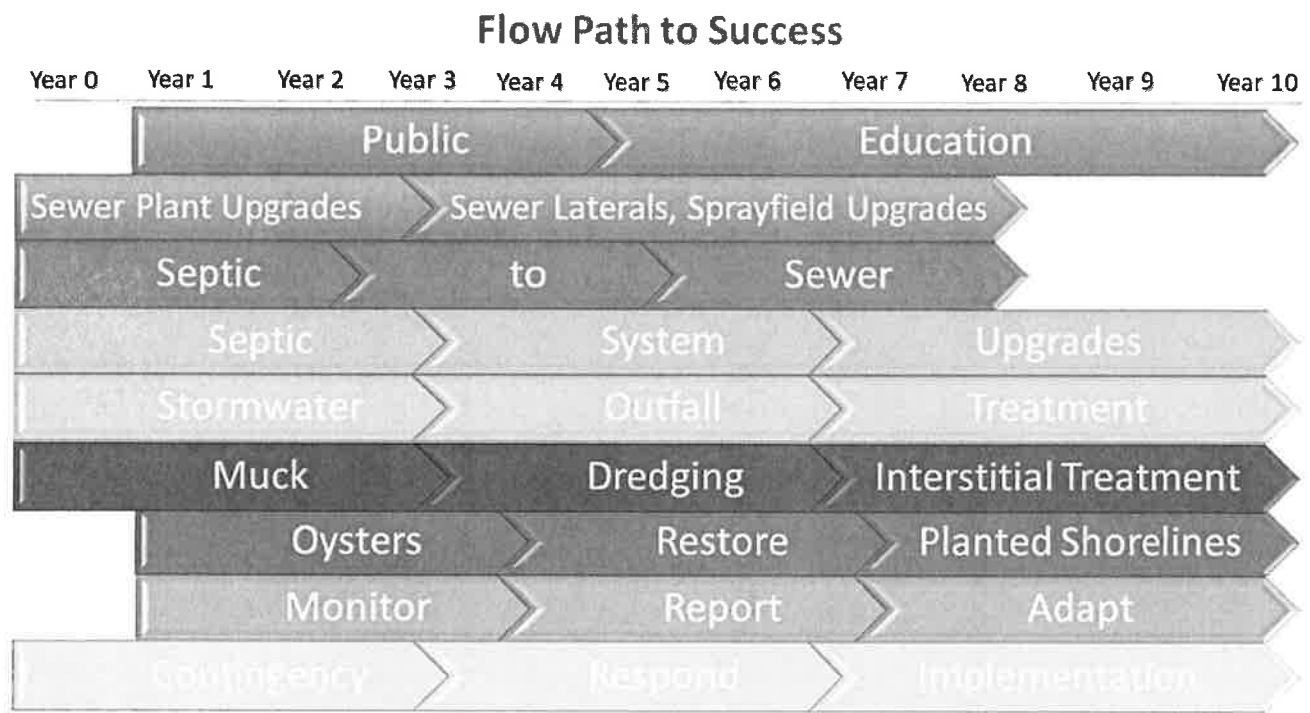 Flow Path to Success
Year 0 Year 1 Year 2 Year 3 Year 4 Year 5 Year 6 Year 7 Year 8 Year 9 Year 10
Public Education
Sewer Plant Upgrades Sewer Laterals, Sprayfield Upgrades
Septic to Sewer
Septic System Upgrades
Stormwater Outfall Treatment
Muck Dredging Interstitial Treatment
Oysters Restore Planted Shorelines
Monitor Report Adapt
Contingency Respond Implementation